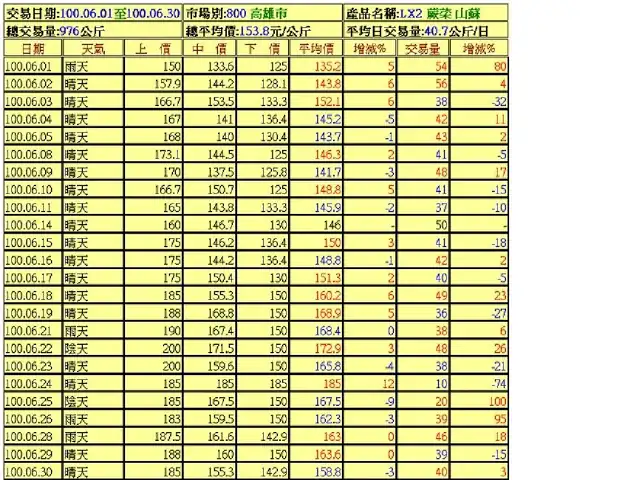 交易日期:100.06.01至100.06.30 市場別:800 高雄市 產品名稱:LX2 蕨菜 山蘇
總交易量:976公斤 總平均價:153.8元/公斤 平均日交易量:40.7公斤/日
日期 天氣 上 價 中 價 下 價 平均價 增減% 交易量 增減%
100.06.01 雨天 150 133.6 125 135.2 5 54 80
100.06.02 晴天 157.9 144.2 128.1 143.8 6 56 4
100.06.03 晴天 166.7 153.5 133.3 152.1 6 38 -32
100.06.04 晴天 167 141 136.4 145.2 -5 42 11
100.06.05 晴天 168 140 130.4 143.7 -1 43 2
100.06.08 晴天 173.1 144.5 125 146.3 2 41 -5
100.06.09 晴天 170 137.5 125.8 141.7 -3 48 17
100.06.10 晴天 166.7 150.7 125 148.8 5 41 -15
100.06.11 晴天 165 143.8 133.3 145.9 -2 37 -10
100.06.14 晴天 160 146.7 130 146 - 50 -
100.06.15 晴天 175 146.2 136.4 150 3 41 -18
100.06.16 晴天 175 144.2 136.4 148.8 -1 42 2
100.06.17 晴天 175 150.4 130 151.3 2 40 -5
100.06.18 晴天 185 155.3 150 160.2 6 49 23
100.06.19 晴天 188 168.8 150 168.9 5 36 -27
100.06.21 雨天 190 167.4 150 168.4 0 38 6
100.06.22 陰天 200 171.5 150 172.9 3 48 26
100.06.23 晴天 200 159.6 150 165.8 -4 38 -21
100.06.24 晴天 185 185 185 185 12 10 -74
100.06.25 陰天 185 167.5 150 167.5 -9 20 100
100.06.26 雨天 183 159.5 150 162.3 -3 39 95
100.06.28 雨天 187.5 161.6 142.9 163 0 46 18
100.06.29 晴天 188 160 150 163.6 0 39 -15
100.06.30 晴天 185 155.3 142.9 158.8 -3 40 3